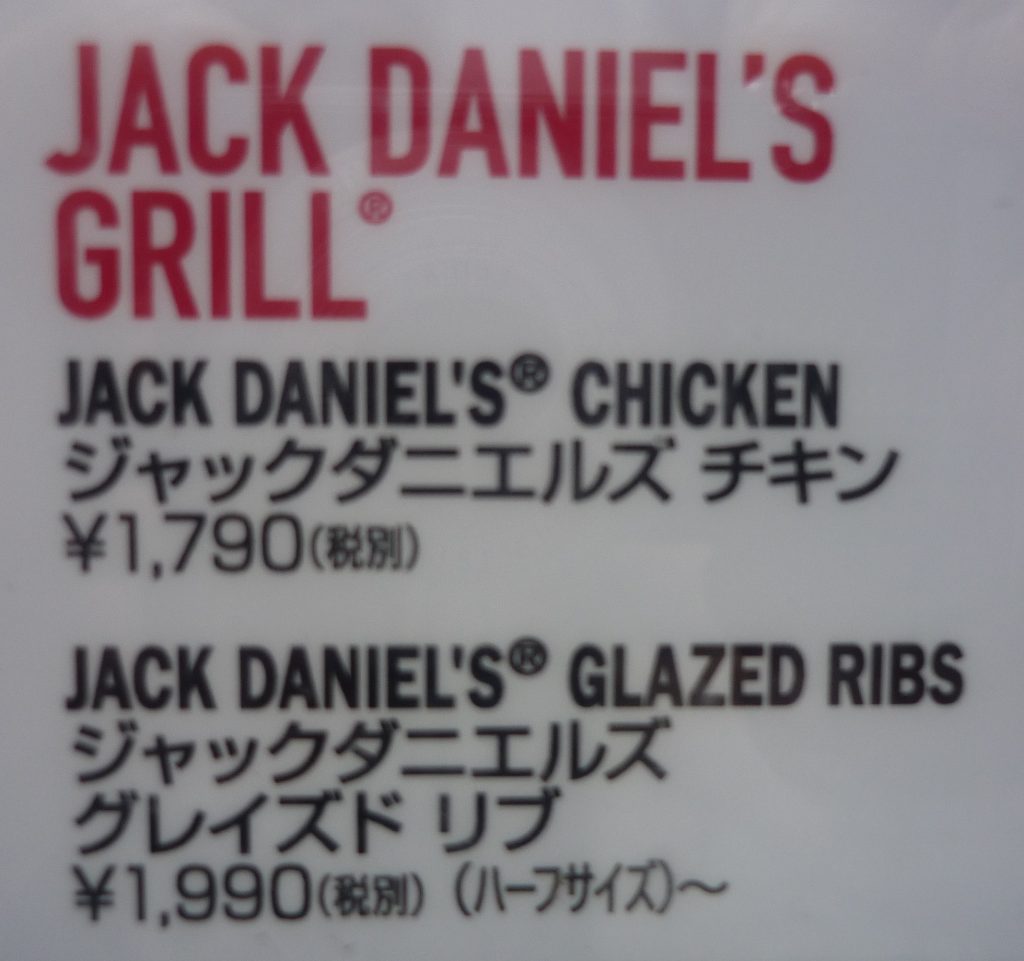 JACK DANIEL'S
GRILL®
JACK DANIEL'S® CHICKEN
ジャックダニエルズ チキン
¥1,790(税別)
JACK DANIEL'S® GLAZED RIBS
ジャックダニエルズ
グレイズド リブ
¥1,990(税別)(ハーフサイズ)～